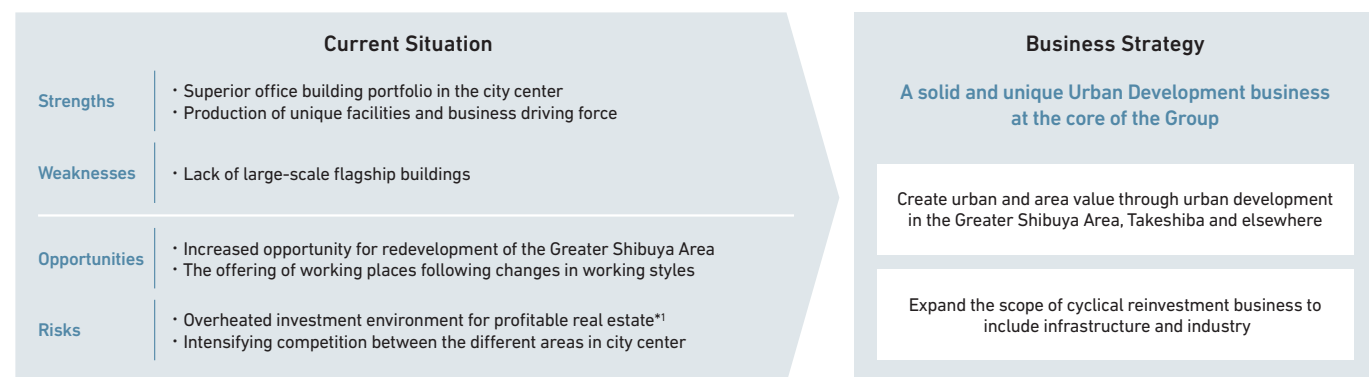 Current Situation
Strengths
・Superior office building portfolio in the city center
・Production of unique facilities and business driving force
Weaknesses
・Lack of large-scale flagship buildings
Opportunities
・Increased opportunity for redevelopment of the Greater Shibuya Area
・The offering of working places following changes in working styles
Risks
・Overheated investment environment for profitable real estate*1
・Intensifying competition between the different areas in city center
Business Strategy
A solid and unique Urban Development business
at the core of the Group
Create urban and area value through urban development
in the Greater Shibuya Area, Takeshiba and elsewhere
Expand the scope of cyclical reinvestment business to
include infrastructure and industry